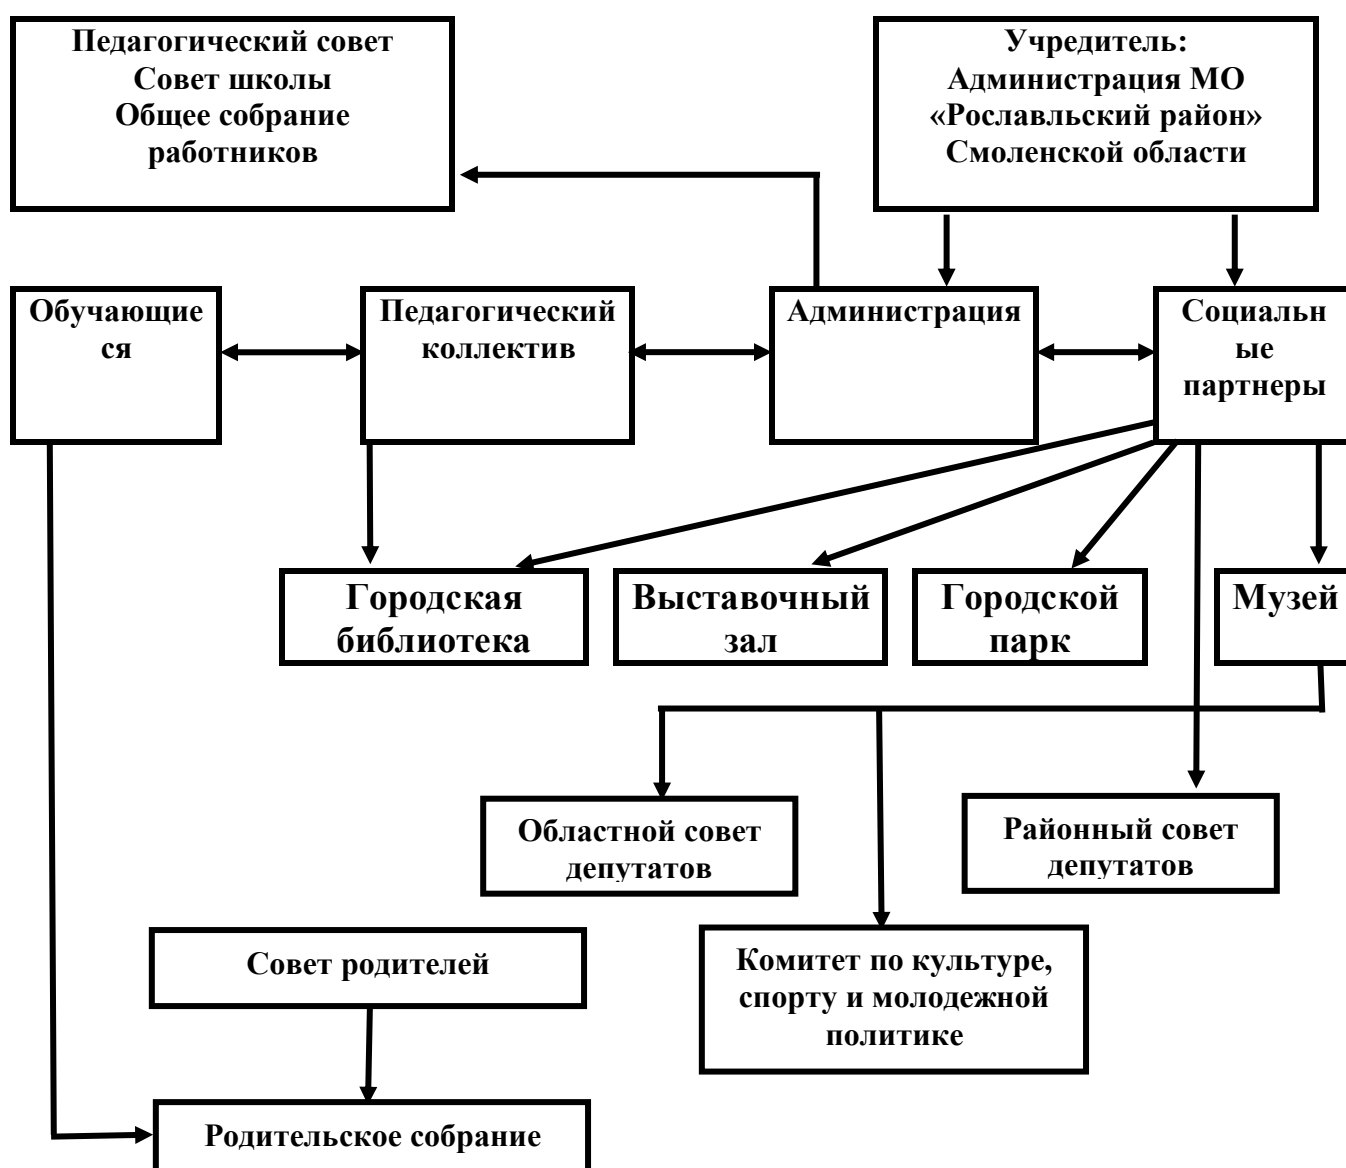 Педагогический совет
Совет школы
Общее собрание
работников
Учредитель:
Администрация МО
«Рославльский район»
Смоленской области
Обучающие
ся
Педагогический
коллектив
Администрация
Социальн
ые
партнеры
Городская
библиотека
Выставочный
зал
Городской
парк
Музей
Областной совет
депутатов
Районный совет
депутатов
Совет родителей
Комитет по культуре,
спорту и молодежной
политике
Родительское собрание